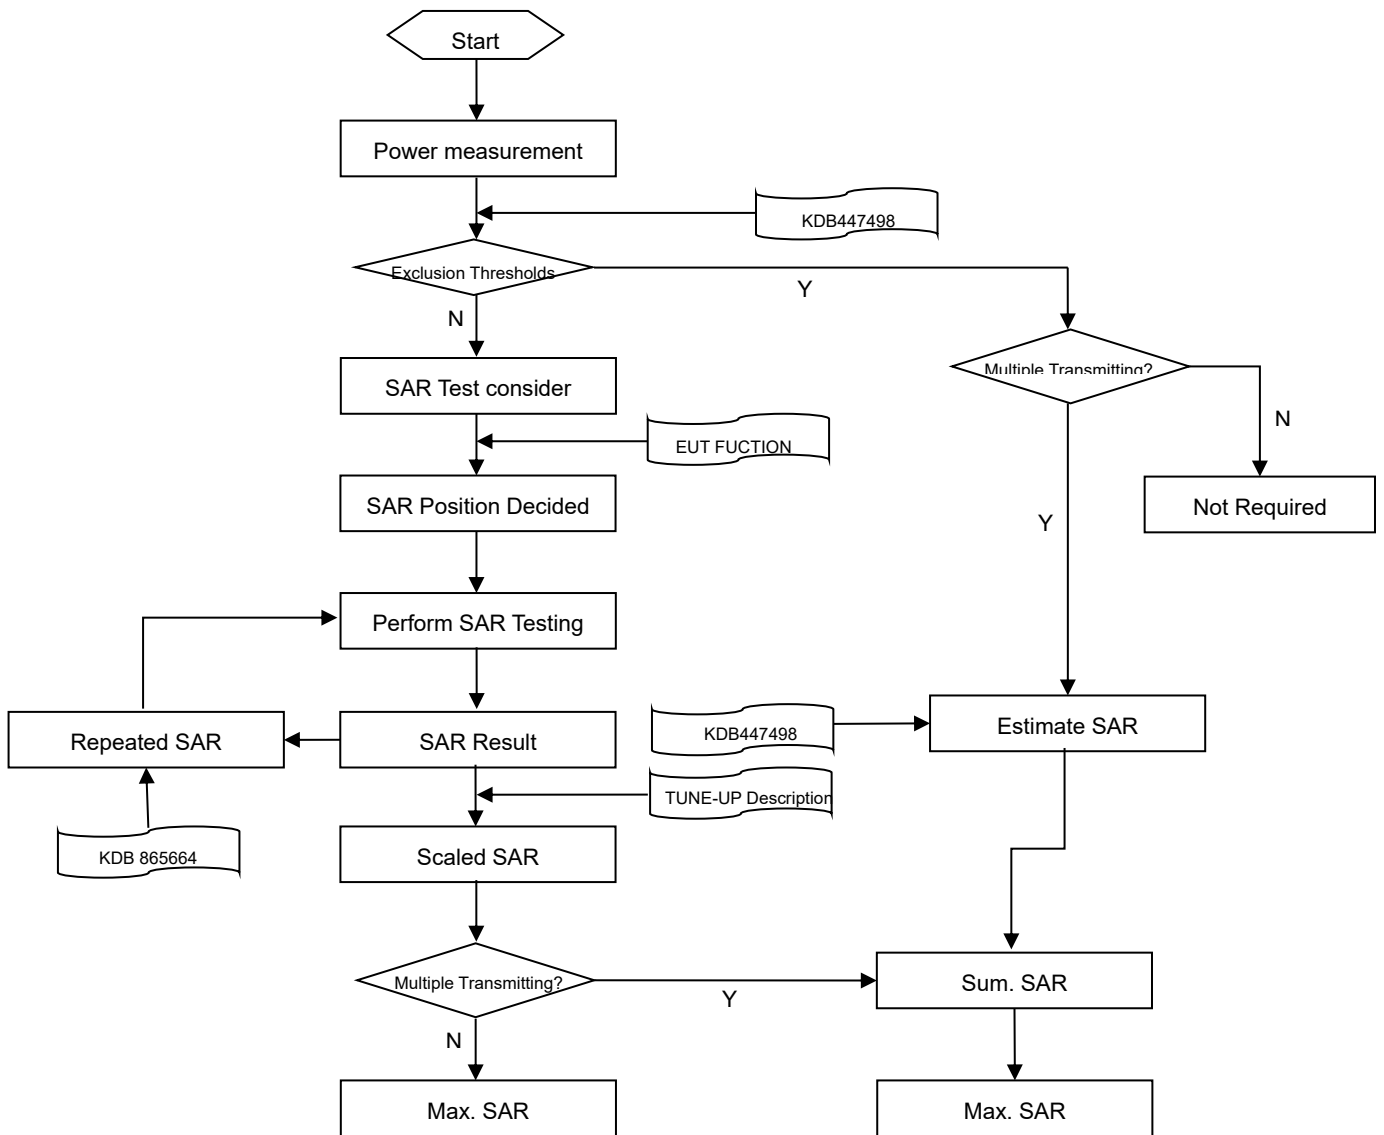 Start
Power measurement
KDB447498
Exclusion Thresholds
Y
N
Multiple Transmitting?
SAR Test consider
N
EUT FUCTION
SAR Position Decided
Not Required
Y
Perform SAR Testing
Repeated SAR
SAR Result
KDB447498
Estimate SAR
TUNE-UP Description
KDB 865664
Scaled SAR
Multiple Transmitting?
Y
Sum. SAR
N
Max. SAR
Max. SAR